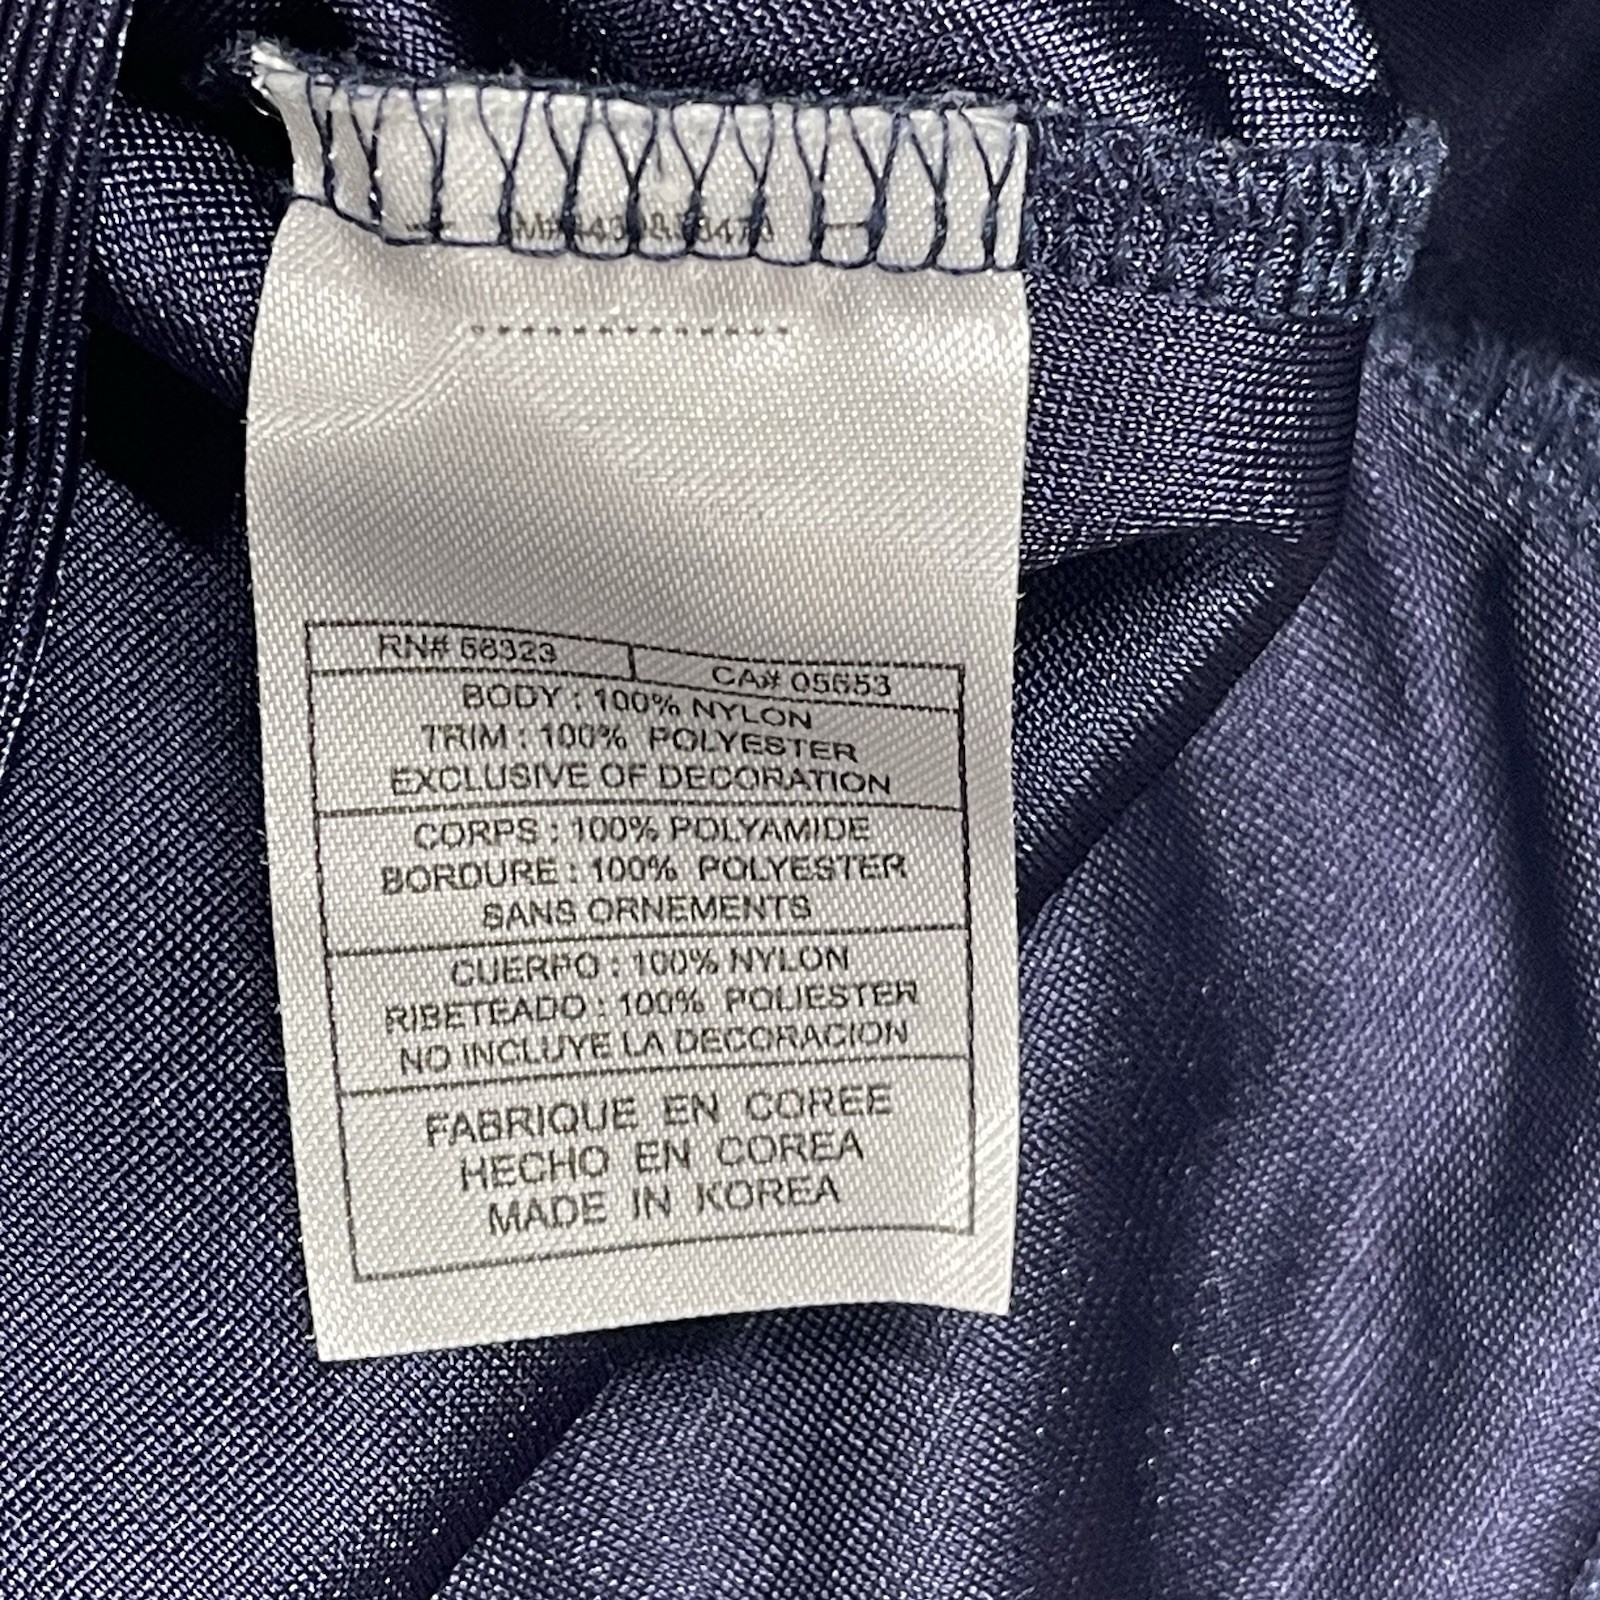 RN# 58323 CA# 05553
BODY : 100% NYLON
TRIM : 100% POLYESTER
EXCLUSIVE OF DECORATION
CORPS : 100% POLYAMIDE
BORDURE : 100% POLYESTER
SANS ORNEMENTS
CUERPO : 100% NYLON
RIBETEADO : 100% POLIESTER
NO INCLUYE LA DECORACION
FABRIQUE EN COREE
HECHO EN COREA
MADE IN KOREA